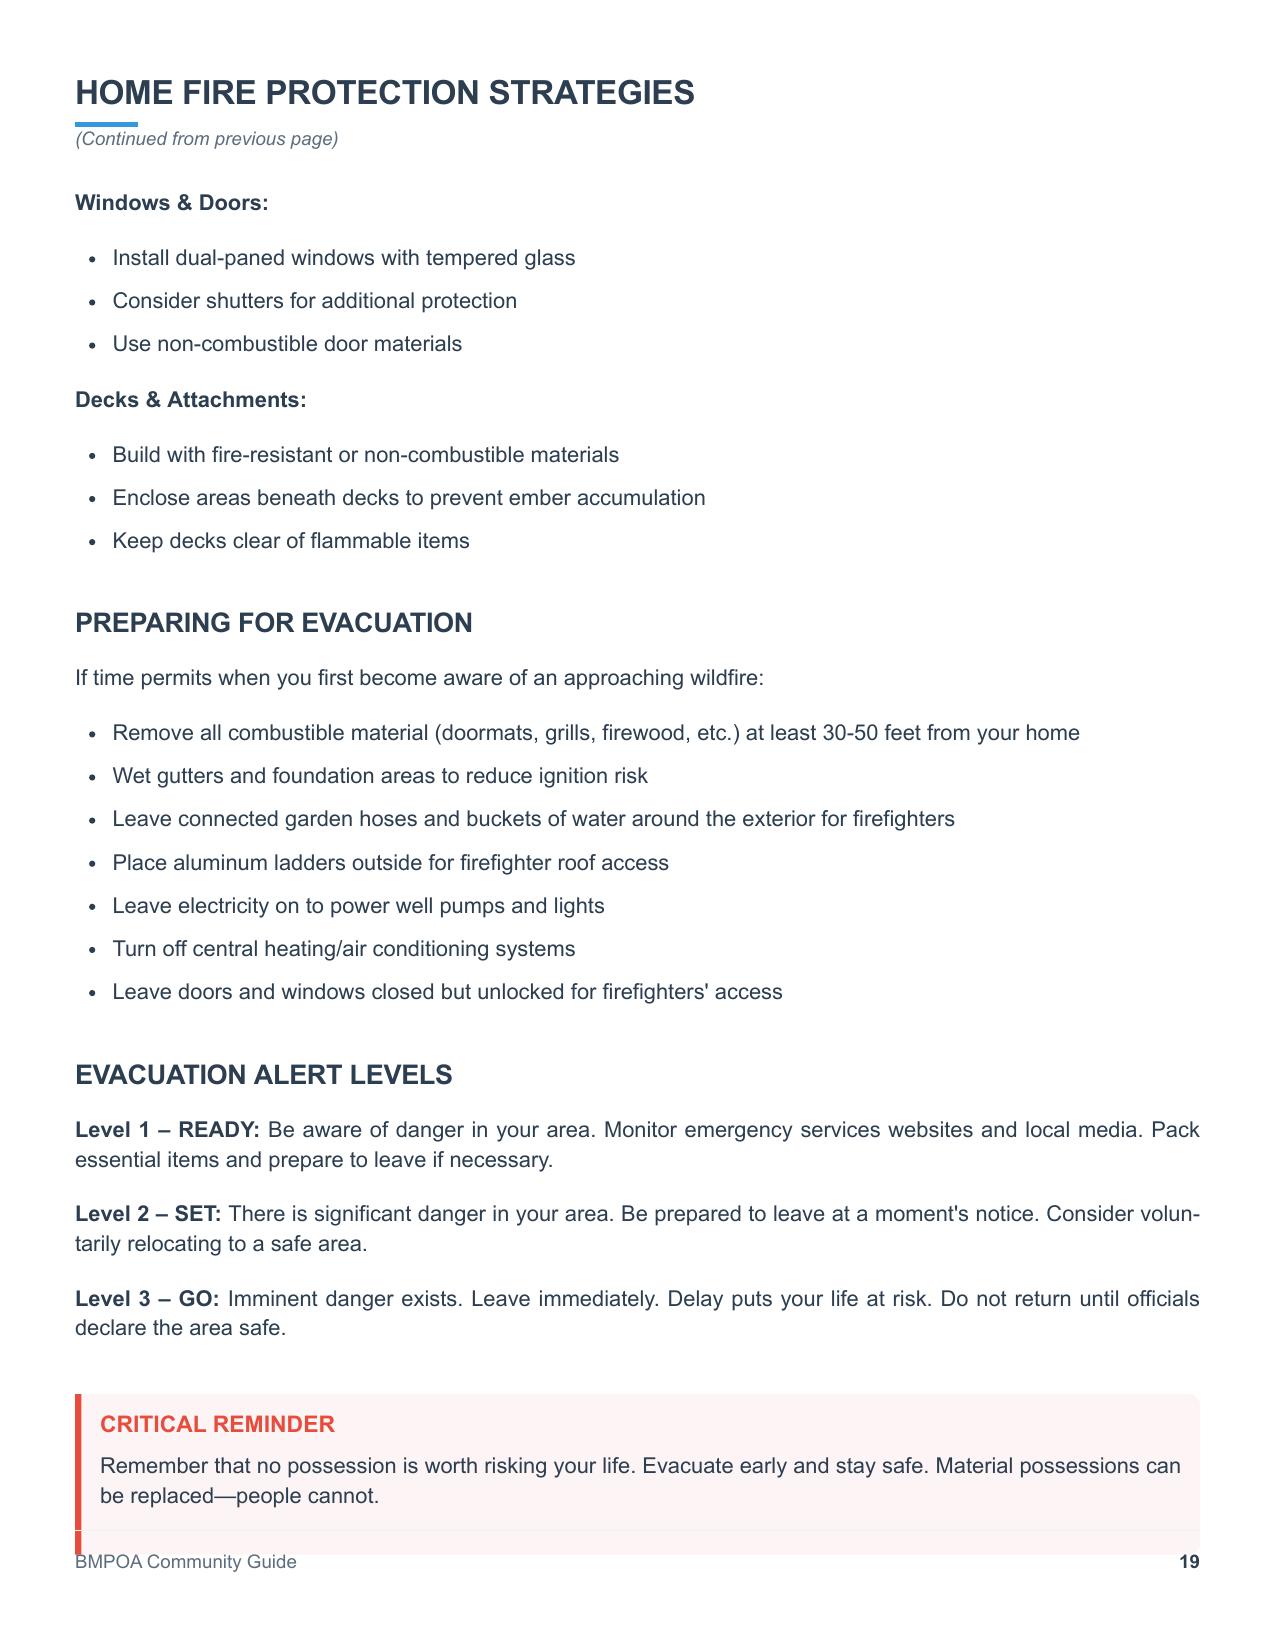 HOME FIRE PROTECTION STRATEGIES
(Continued from previous page)
Windows & Doors:
• Install dual-paned windows with tempered glass
• Consider shutters for additional protection
• Use non-combustible door materials
Decks & Attachments:
• Build with fire-resistant or non-combustible materials
• Enclose areas beneath decks to prevent ember accumulation
• Keep decks clear of flammable items
PREPARING FOR EVACUATION
If time permits when you first become aware of an approaching wildfire:
• Remove all combustible material (doormats, grills, firewood, etc.) at least 30-50 feet from your home
• Wet gutters and foundation areas to reduce ignition risk
• Leave connected garden hoses and buckets of water around the exterior for firefighters
• Place aluminum ladders outside for firefighter roof access
• Leave electricity on to power well pumps and lights
• Turn off central heating/air conditioning systems
• Leave doors and windows closed but unlocked for firefighters' access
EVACUATION ALERT LEVELS
Level 1 – READY: Be aware of danger in your area. Monitor emergency services websites and local media. Pack
essential items and prepare to leave if necessary.
Level 2 – SET: There is significant danger in your area. Be prepared to leave at a moment's notice. Consider volun-
tarily relocating to a safe area.
Level 3 – GO: Imminent danger exists. Leave immediately. Delay puts your life at risk. Do not return until officials
declare the area safe.
CRITICAL REMINDER
Remember that no possession is worth risking your life. Evacuate early and stay safe. Material possessions can
be replaced—people cannot.
BMPOA Community Guide
19